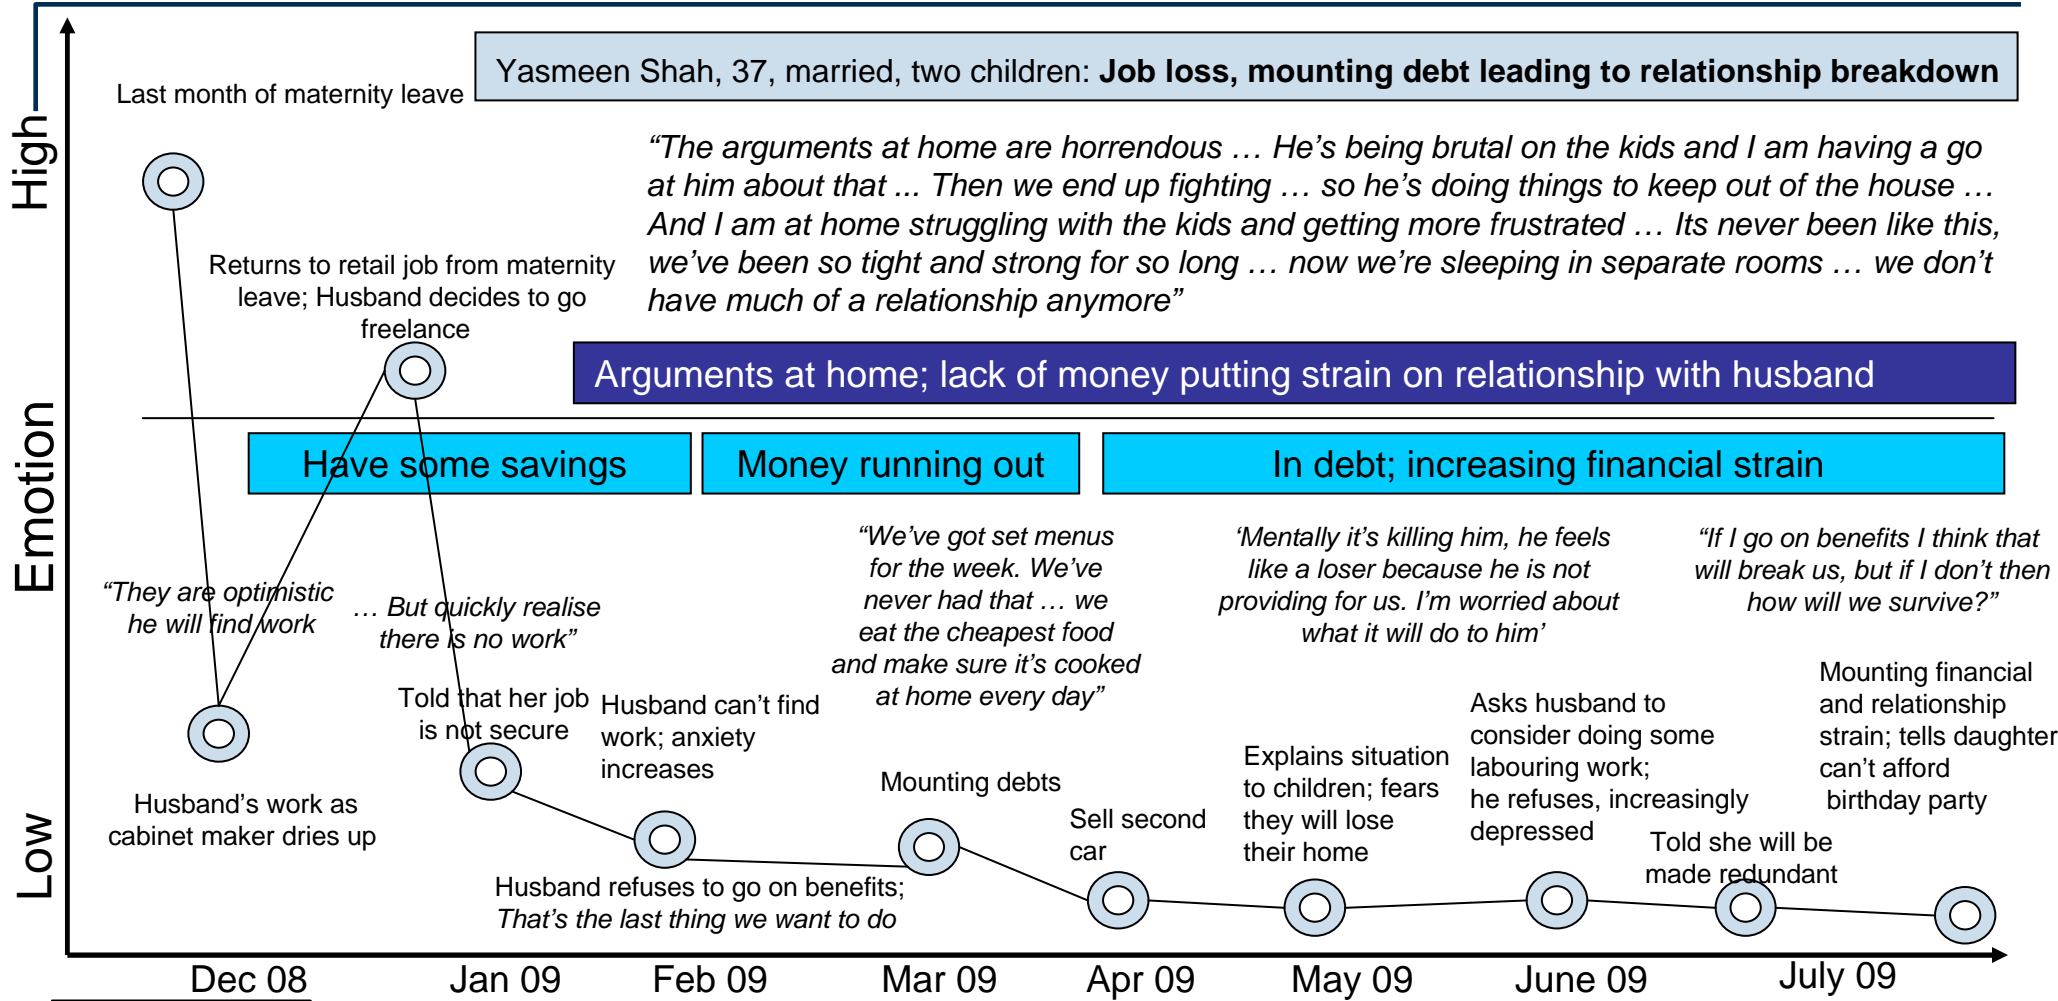 Yasmeen Shah, 37, married, two children: Job loss, mounting debt leading to relationship breakdown
Last month of maternity leave
“The arguments at home are horrendous … He’s being brutal on the kids and I am having a go
at him about that ... Then we end up fighting … so he’s doing things to keep out of the house …
And I am at home struggling with the kids and getting more frustrated … Its never been like this,
we’ve been so tight and strong for so long … now we’re sleeping in separate rooms … we don’t
have much of a relationship anymore”
High
Returns to retail job from maternity
leave; Husband decides to go
freelance
Arguments at home; lack of money putting strain on relationship with husband
Emotion
Have some savings
Money running out
In debt; increasing financial strain
“They are optimistic
he will find work
… But quickly realise
there is no work”
“We’ve got set menus
for the week. We’ve
never had that … we
eat the cheapest food
and make sure it’s cooked
at home every day”
‘Mentally it’s killing him, he feels
like a loser because he is not
providing for us. I’m worried about
what it will do to him’
“If I go on benefits I think that
will break us, but if I don’t then
how will we survive?”
Told that her job
is not secure
Husband can’t find
work; anxiety
increases
Mounting debts
Sell second
car
Explains situation
to children; fears
they will lose
their home
Asks husband to
consider doing some
labouring work;
he refuses, increasingly
depressed
Told she will be
made redundant
Mounting financial
and relationship
strain; tells daughter
can’t afford
birthday party
Husband’s work as
cabinet maker dries up
Husband refuses to go on benefits;
That’s the last thing we want to do
Low
Dec 08
Jan 09
Feb 09
Mar 09
Apr 09
May 09
June 09
July 09